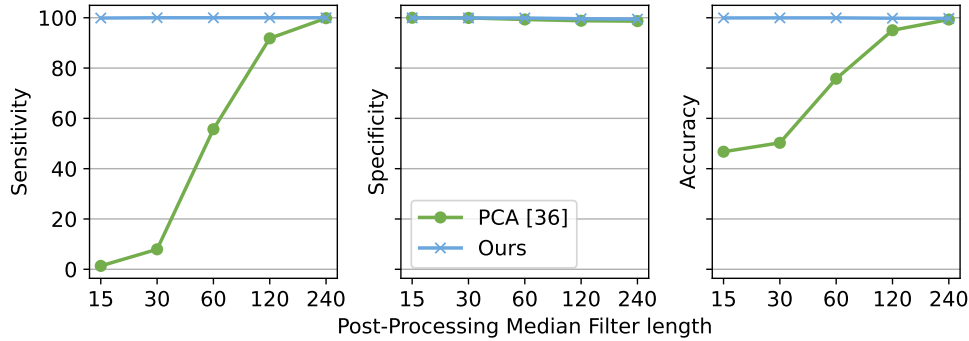 Sensitivity
100
80
60
40
20
0
15 30 60 120 240
Specificity
PCA [36]
Ours
15 30 60 120 240
Accuracy
15 30 60 120 240
Post-Processing Median Filter length